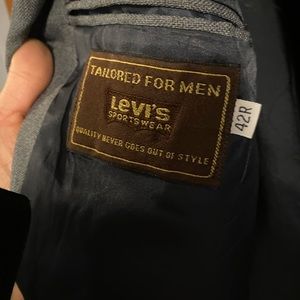 TAILORED FOR MEN
Levi's
SPORTSWEAR
QUALITY NEVER GOES OUT OF STYLE
42R